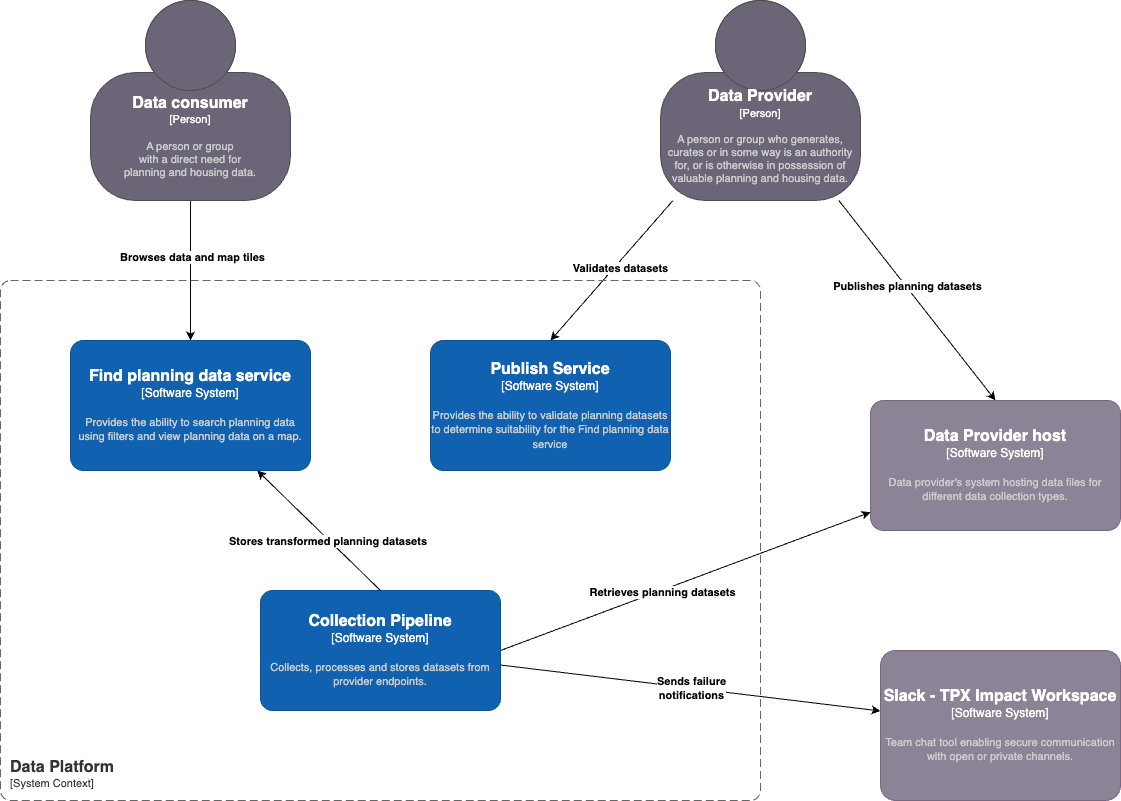 Data consumer
[Person]
A person or group
with a direct need for
planning and housing data.
Data Provider
[Person]
A person or group who generates,
curates or in some way is an authority
for, or is otherwise in possession of
valuable planning and housing data.
Browses data and map tiles
Validates datasets
Publishes planning datasets
Find planning data service
[Software System]
Provides the ability to search planning data
using filters and view planning data on a map.
Publish Service
[Software System]
Provides the ability to validate planning datasets
to determine suitability for the Find planning data
service
Data Provider host
[Software System]
Data provider's system hosting data files for
different data collection types.
Stores transformed planning datasets
Retrieves planning datasets
Collection Pipeline
[Software System]
Collects, processes and stores datasets from
provider endpoints.
Sends failure
notifications
Slack - TPX Impact Workspace
[Software System]
Team chat tool enabling secure communication
with open or private channels.
Data Platform
[System Context]